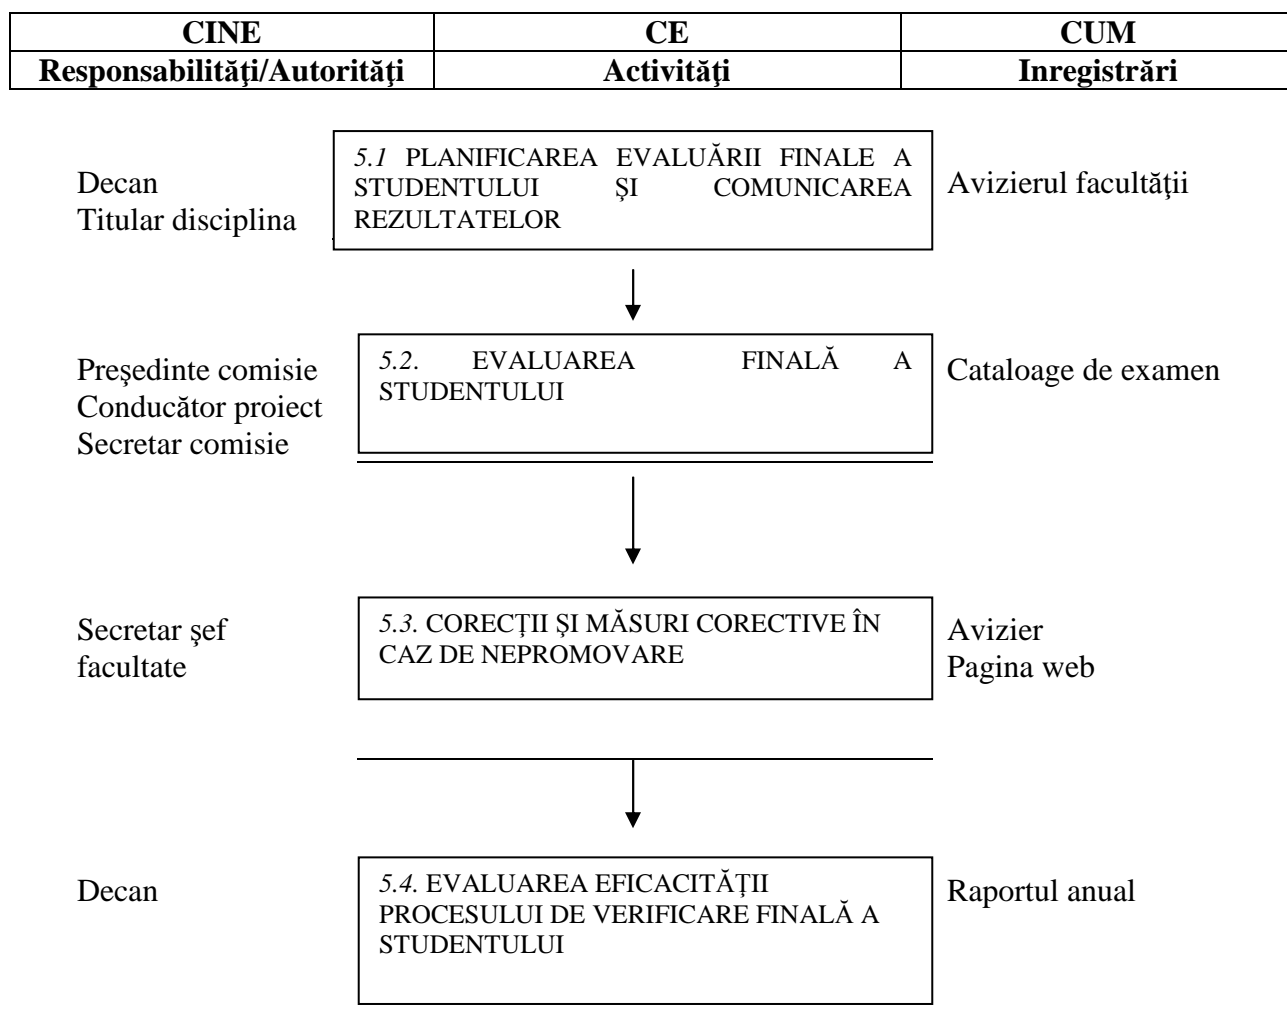 CINE CE CUM
Responsabilităţi/Autorităţi Activităţi Inregistrări
Decan
Titular disciplina
5.1 PLANIFICAREA EVALUĂRII FINALE A
STUDENTULUI ŞI COMUNICAREA
REZULTATELOR
Avizierul facultăţii
Preşedinte comisie
Conducător proiect
Secretar comisie
5.2. EVALUAREA FINALĂ A
STUDENTULUI
Cataloage de examen
Secretar şef
facultate
5.3. CORECŢII ŞI MĂSURI CORECTIVE ÎN
CAZ DE NEPROMOVARE
Avizier
Pagina web
Decan
5.4. EVALUAREA EFICACITĂŢII
PROCESULUI DE VERIFICARE FINALĂ A
STUDENTULUI
Raportul anual